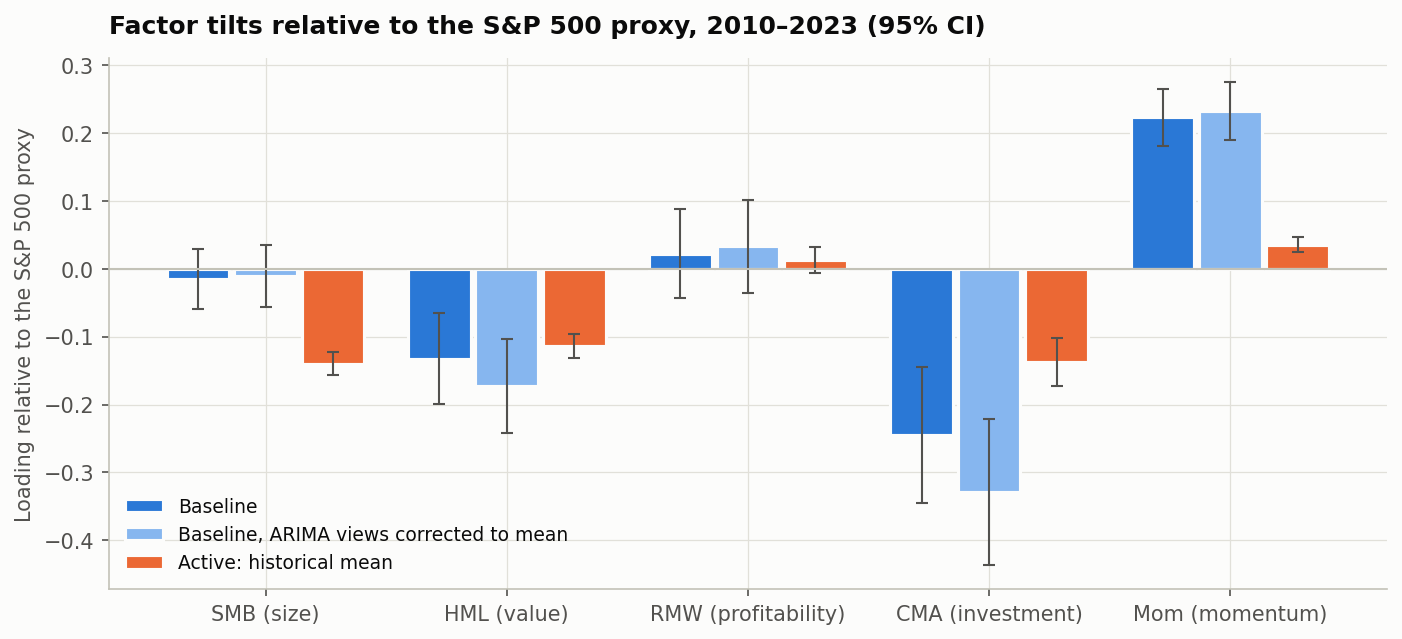 Factor tilts relative to the S&P 500 proxy, 2010–2023 (95% CI)
Loading relative to the S&P 500 proxy
0.3
0.2
0.1
0.0
−0.1
−0.2
−0.3
−0.4
Baseline
Baseline, ARIMA views corrected to mean
Active: historical mean
SMB (size)
HML (value)
RMW (profitability)
CMA (investment)
Mom (momentum)